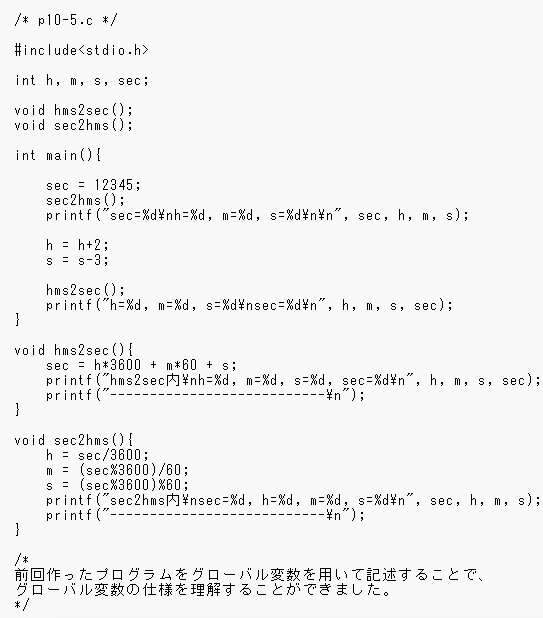 /* p10-5.c */
#include<stdio.h>
int h, m, s, sec;
void hms2sec();
void sec2hms();
int main(){
    sec = 12345;
    sec2hms();
    printf("sec=%d¥nh=%d, m=%d, s=%d¥n¥n", sec, h, m, s);
    h = h+2;
    s = s-3;
    hms2sec();
    printf("h=%d, m=%d, s=%d¥nsec=%d¥n", h, m, s, sec);
}
void hms2sec(){
    sec = h*3600 + m*60 + s;
    printf("hms2sec内¥nh=%d, m=%d, s=%d, sec=%d¥n", h, m, s, sec);
    printf("---------------------------¥n");
}
void sec2hms(){
    h = sec/3600;
    m = (sec%3600)/60;
    s = (sec%3600)%60;
    printf("sec2hms内¥nsec=%d, h=%d, m=%d, s=%d¥n", sec, h, m, s);
    printf("---------------------------¥n");
}
/*
前回作ったプログラムをグローバル変数を用いて記述することで、
グローバル変数の仕様を理解することができました。
*/